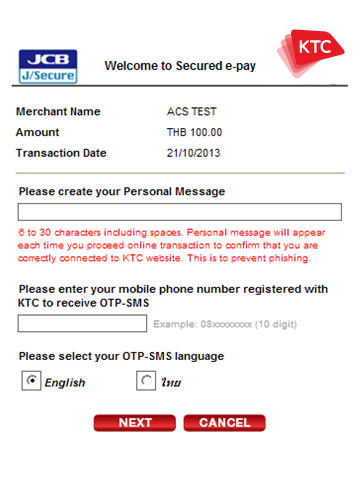 JCB
J/Secure
Welcome to Secured e-pay
KTC
Merchant Name ACS TEST
Amount THB 100.00
Transaction Date 21/10/2013
Please create your Personal Message
6 to 30 characters including spaces. Personal message will appear
each time you proceed online transaction to confirm that you are
correctly connected to KTC website. This is to prevent phishing.
Please enter your mobile phone number registered with
KTC to receive OTP-SMS
Example: 08xxxxxxxx (10 digit)
Please select your OTP-SMS language
English ไทย
NEXT CANCEL